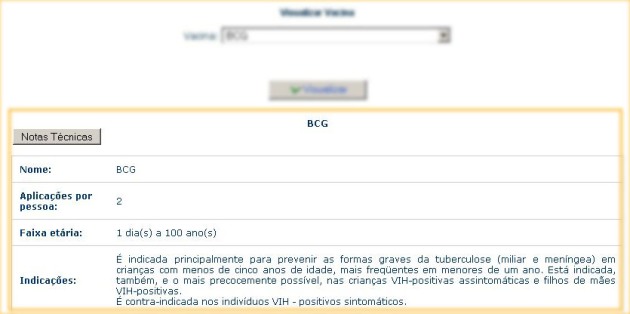 Visualizar Vacina
Vacina: BCG
Visualizar
BCG
Notas Técnicas
Nome: BCG
Aplicações por
pessoa: 2
Faixa etária: 1 dia(s) a 100 ano(s)
É indicada principalmente para prevenir as formas graves da tuberculose (miliar e meníngea) em
crianças com menos de cinco anos de idade, mais freqüentes em menores de um ano. Está indicada,
Indicações: também, e o mais precocemente possível, nas crianças VIH-positivas assintomáticas e filhos de mães
VIH-positivas.
É contra-indicada nos indivíduos VIH - positivos sintomáticos.